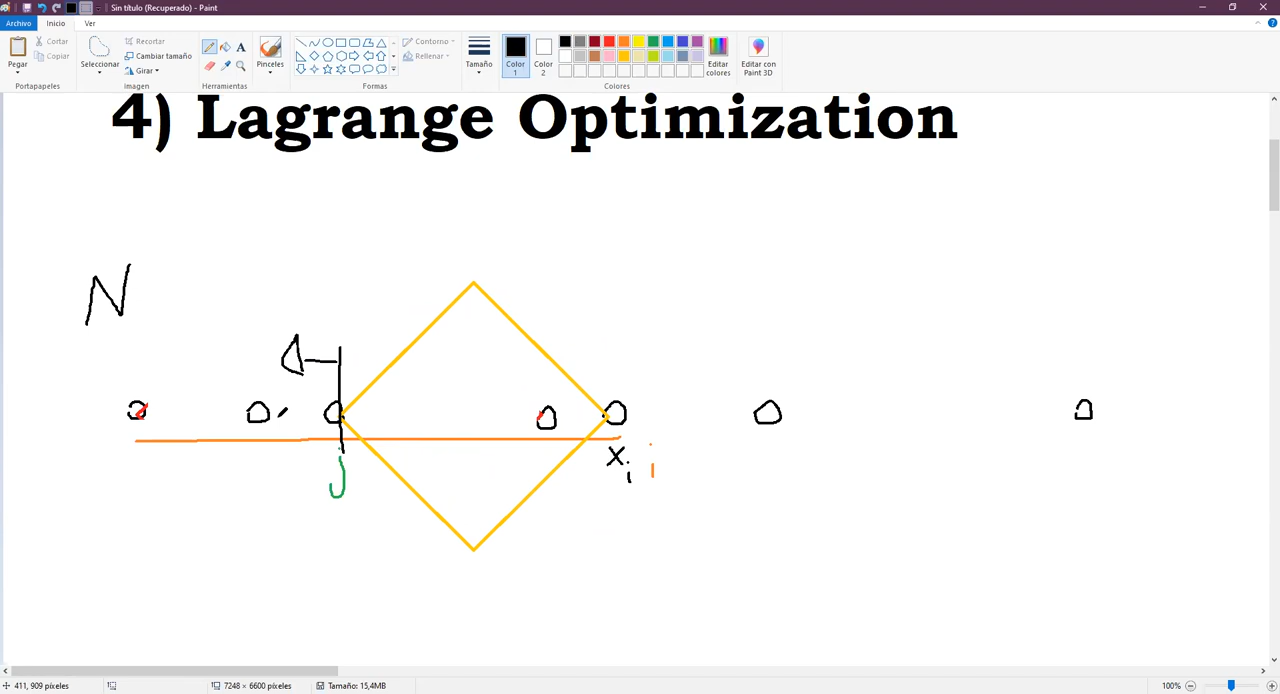 Sin título (Recuperado) - Paint
Archivo Inicio Ver
Pegar
Cortar
Copiar
Portapapeles
Seleccionar
Recortar
Cambiar tamaño
Girar
Imagen
A
Herramientas
Pinceles
Contorno
Rellenar
Formas
Tamaño
Color 1
Color 2
Editar colores
Editar con Paint 3D
Colores
4) Lagrange Optimization
N
j
x i
i
411, 909 píxeles
7248 × 6600 píxeles
Tamaño: 15,4MB
100%